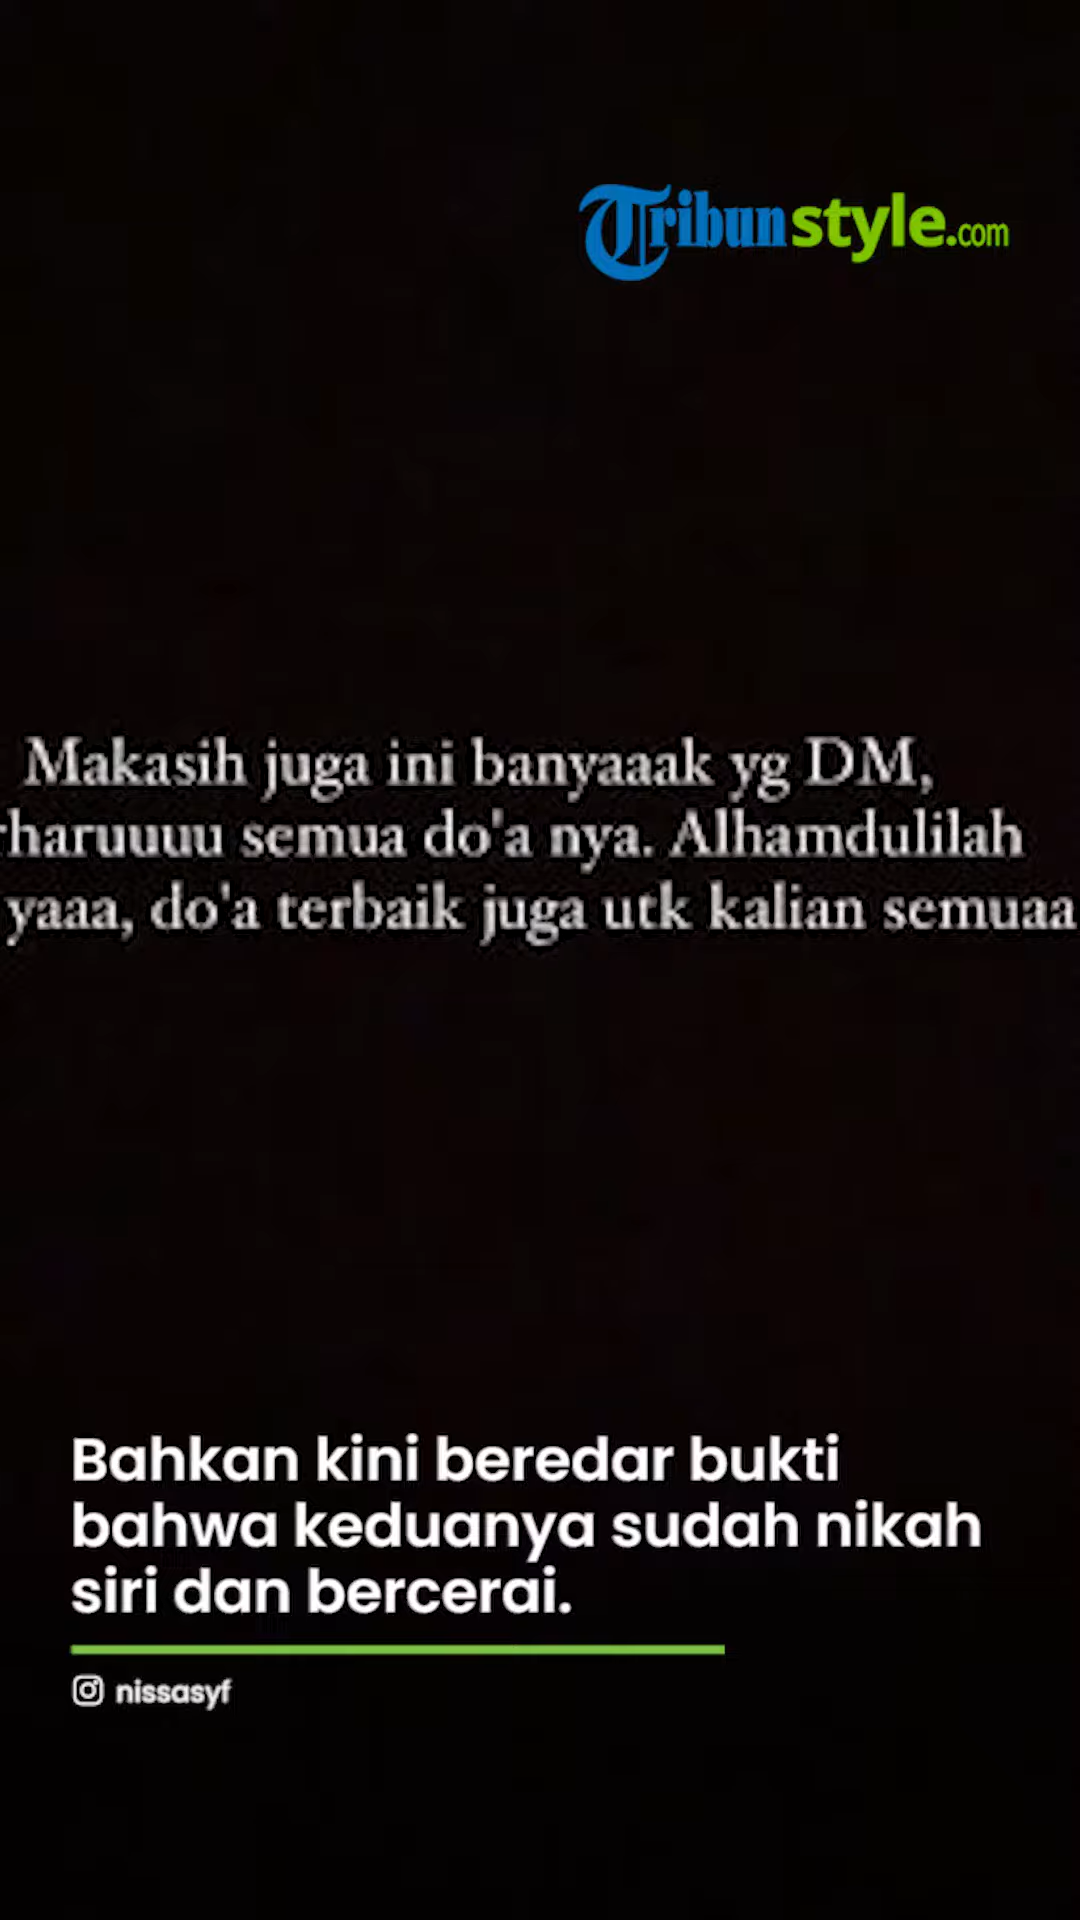 Tribunstyle.com
Makasih juga ini banyaaak yg DM,
rharuuuu semua do'a nya. Alhamdulilah
yaaa, do'a terbaik juga utk kalian semuaa
Bahkan kini beredar bukti
bahwa keduanya sudah nikah
siri dan bercerai.
nissasyf